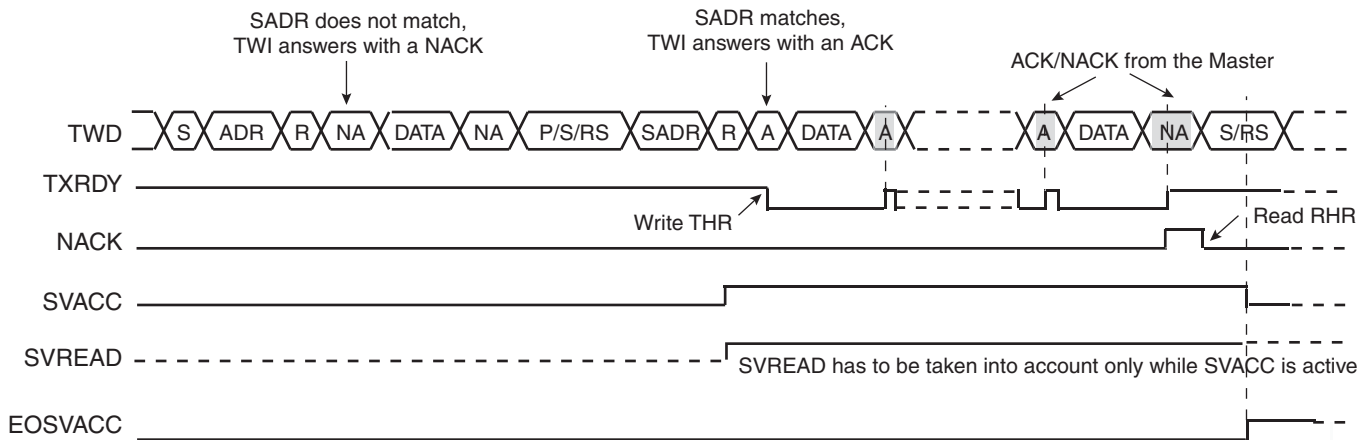 SADR does not match,
TWI answers with a NACK
SADR matches,
TWI answers with an ACK
ACK/NACK from the Master
TWD S ADR R NA DATA NA P/S/RS SADR R A DATA A A DATA NA S/RS
TXRDY
Write THR
Read RHR
NACK
SVACC
SVREAD
SVREAD has to be taken into account only while SVACC is active
EOSVACC